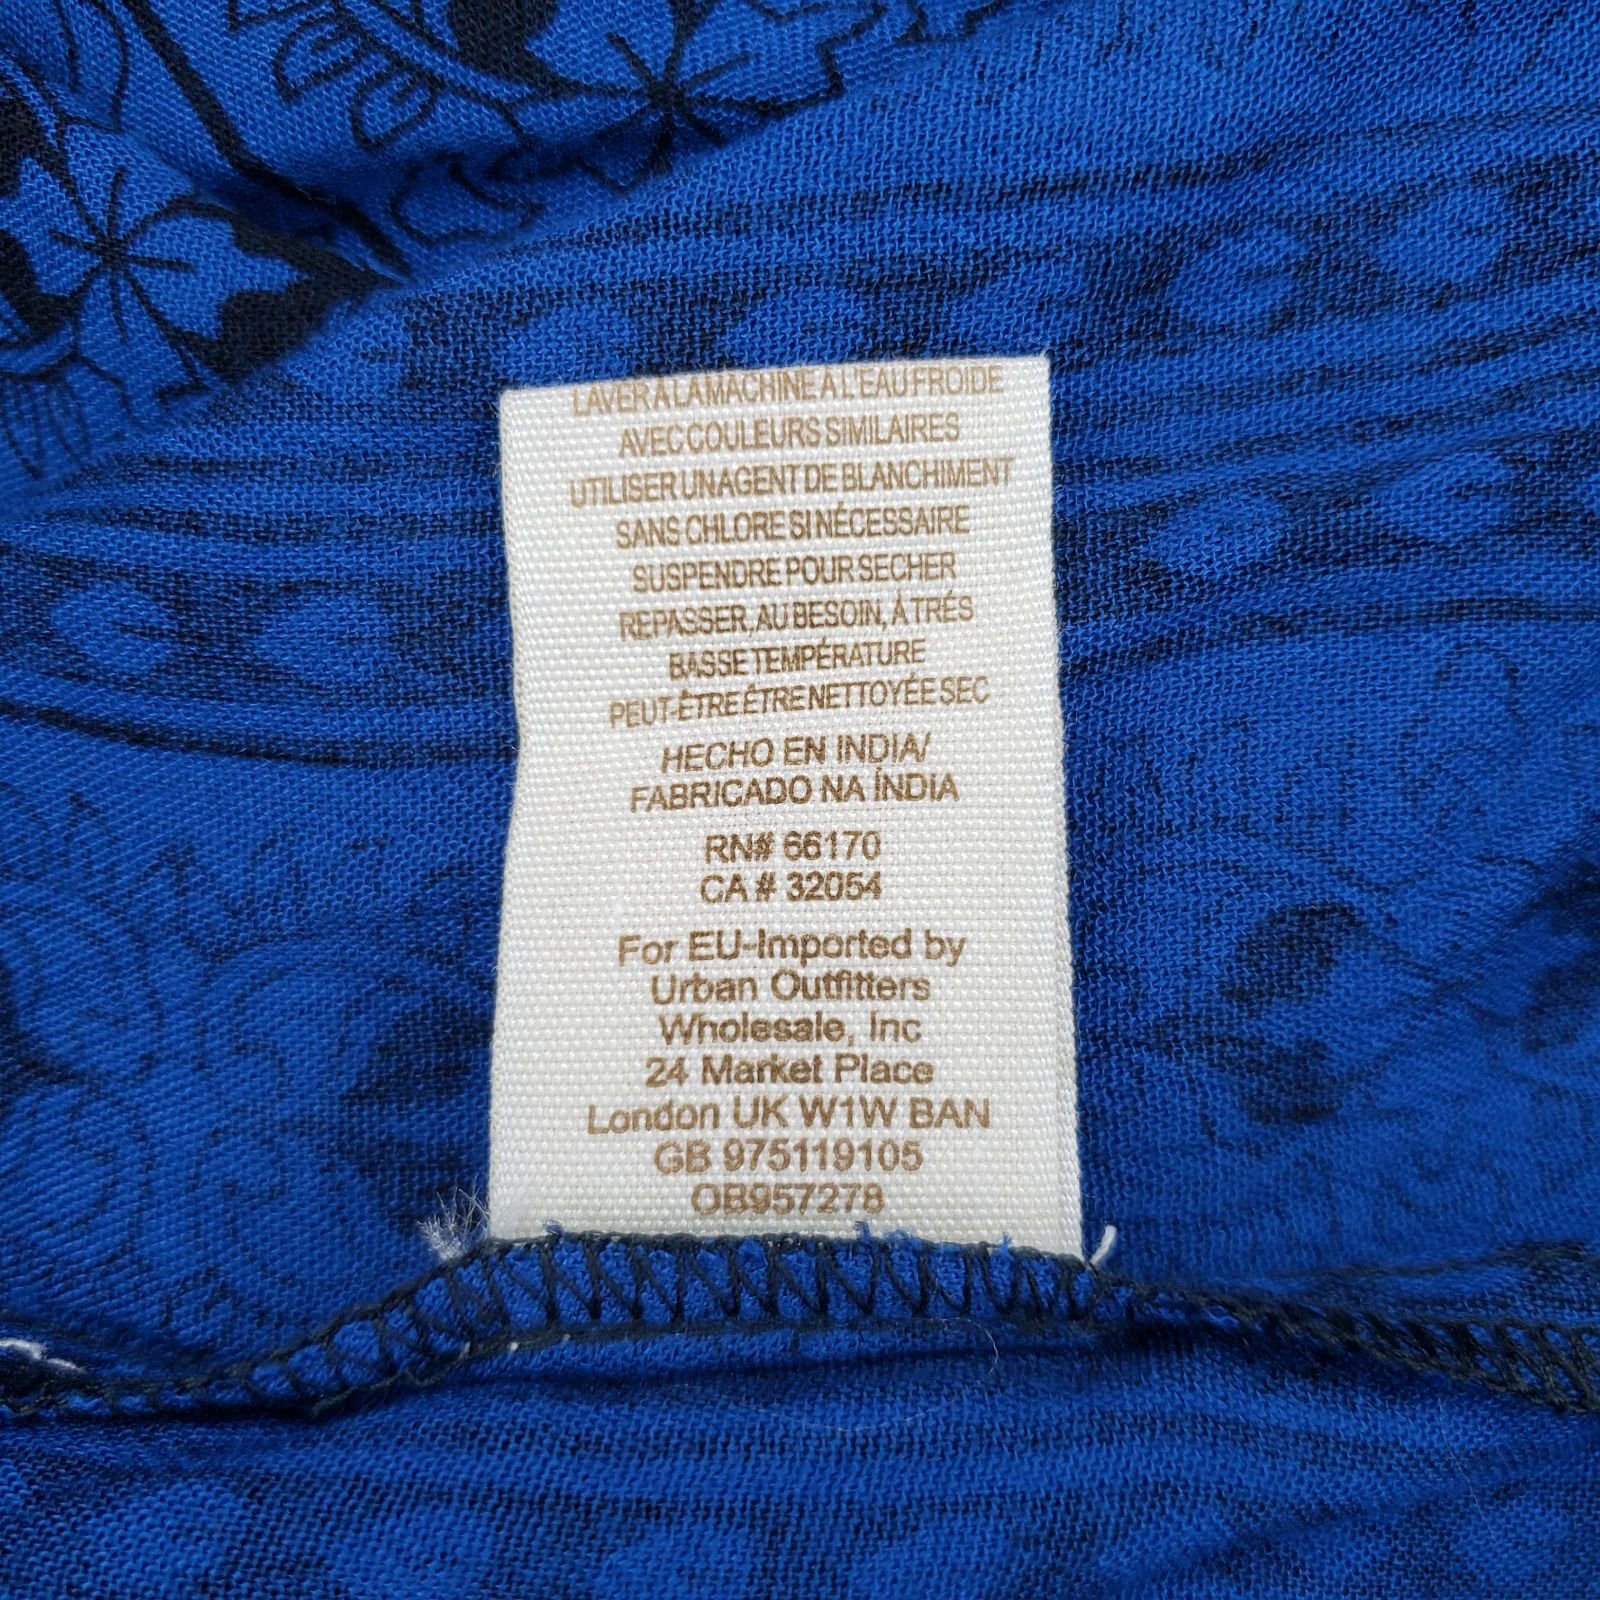 LAVER A LA MACHINE A L'EAU FROIDE
AVEC COULEURS SIMILAIRES
UTILISER UN AGENT DE BLANCHIMENT
SANS CHLORE SI NÉCESSAIRE
SUSPENDRE POUR SECHER
REPASSER, AU BESOIN, À TRÉS
BASSE TEMPÉRATURE
PEUT-ÊTRE ÉTRE NETTOYÉE SEC
HECHO EN INDIA/
FABRICADO NA ÍNDIA
RN# 66170
CA # 32054
For EU-Imported by
Urban Outfitters
Wholesale, Inc
24 Market Place
London UK W1W BAN
GB 975119105
OB957278